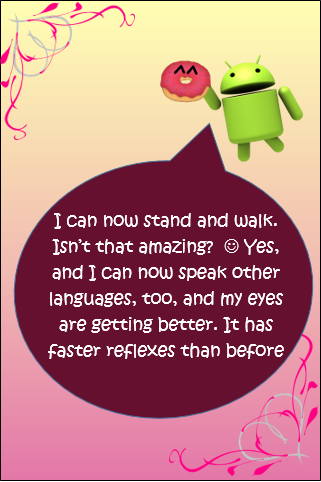 I can now stand and walk.
Isn't that amazing? ☺ Yes,
and I can now speak other
languages, too, and my eyes
are getting better. It has
faster reflexes than before